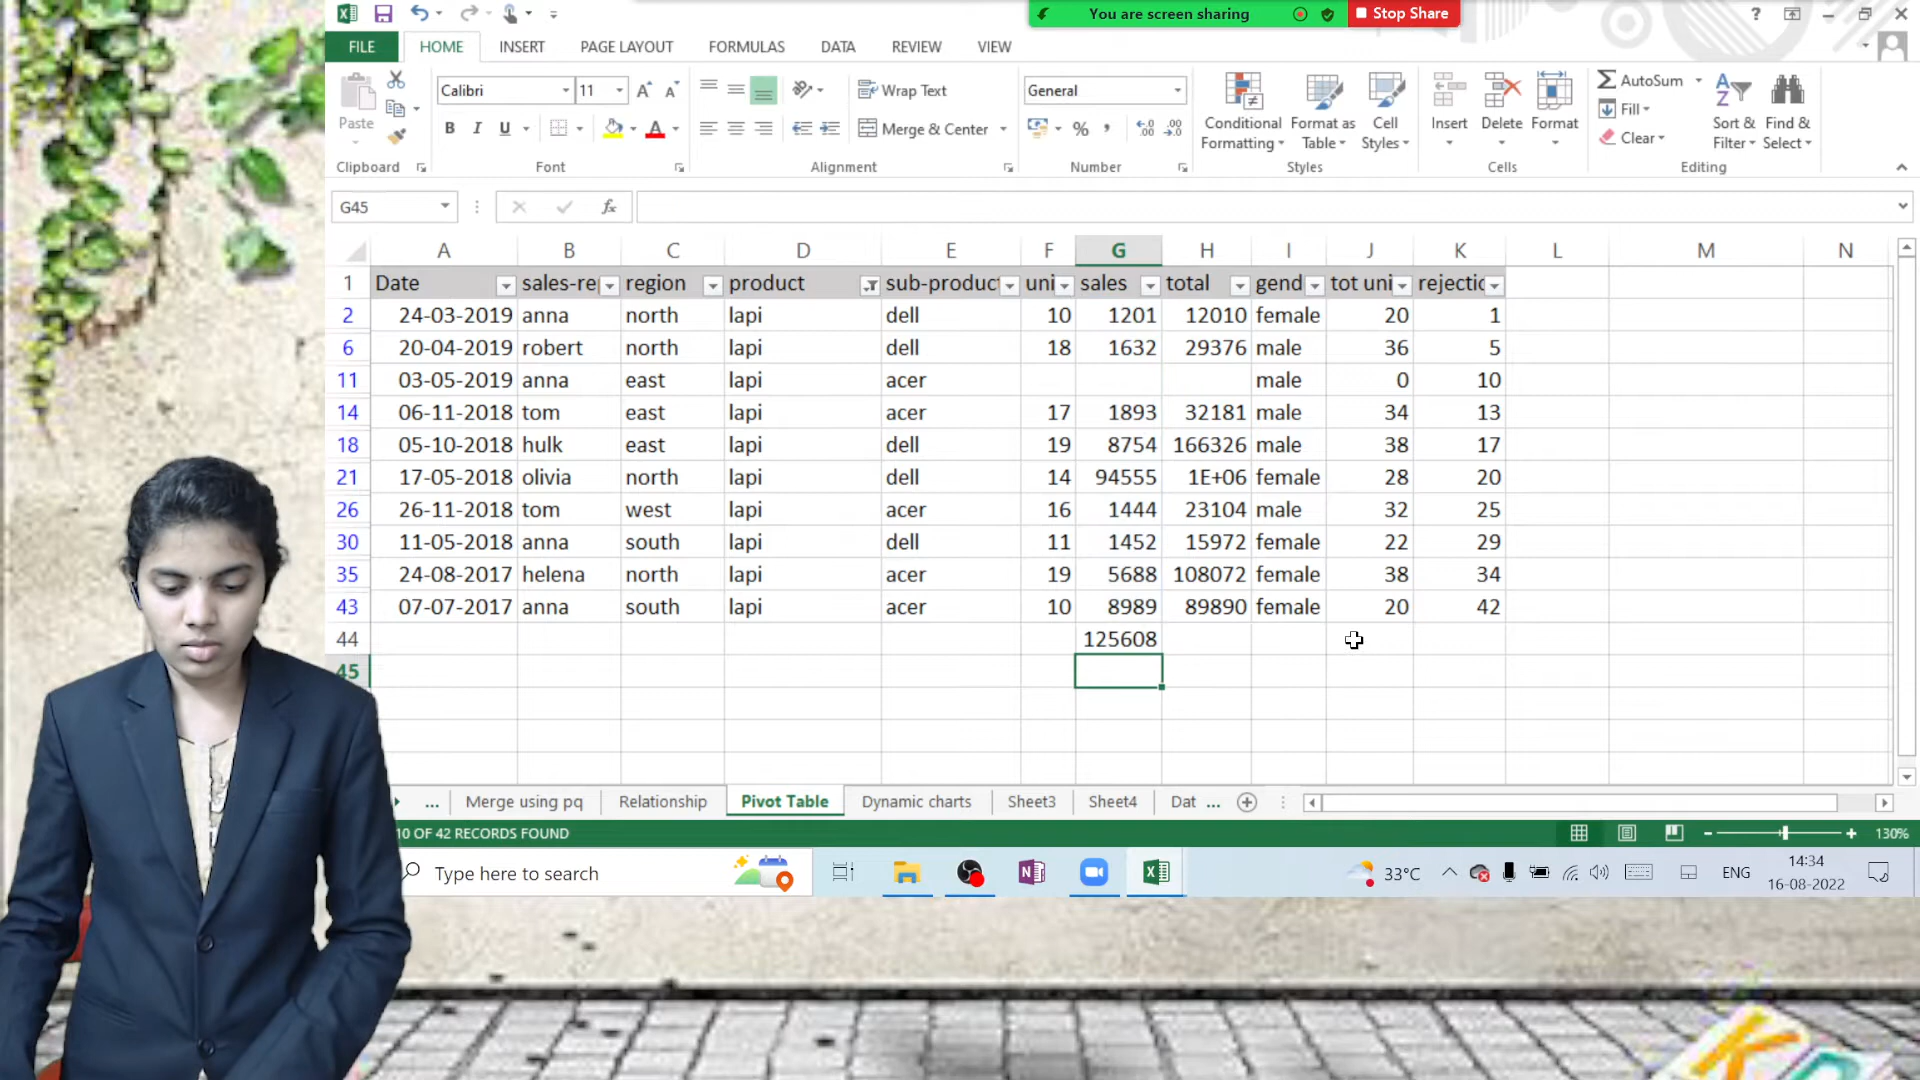 You are screen sharing Stop Share
FILE HOME INSERT PAGE LAYOUT FORMULAS DATA REVIEW VIEW
Paste Calibri 11 Wrap Text General Conditional Formatting Format as Table Cell Styles Insert Delete Format AutoSum Fill Clear Sort & Filter Find & Select
B I U Merge & Center % ,
Clipboard Font Alignment Number Styles Cells Editing
G45 fx
A B C D E F G H I J K L M N
1 Date sales-re region product sub-product uni sales total gend tot uni rejectic
2 24-03-2019 anna north lapi dell 10 1201 12010 female 20 1
6 20-04-2019 robert north lapi dell 18 1632 29376 male 36 5
11 03-05-2019 anna east lapi acer male 0 10
14 06-11-2018 tom east lapi acer 17 1893 32181 male 34 13
18 05-10-2018 hulk east lapi dell 19 8754 166326 male 38 17
21 17-05-2018 olivia north lapi dell 14 94555 1E+06 female 28 20
26 26-11-2018 tom west lapi acer 16 1444 23104 male 32 25
30 11-05-2018 anna south lapi dell 11 1452 15972 female 22 29
35 24-08-2017 helena north lapi acer 19 5688 108072 female 38 34
43 07-07-2017 anna south lapi acer 10 8989 89890 female 20 42
44 125608
45
... Merge using pq Relationship Pivot Table Dynamic charts Sheet3 Sheet4 Dat ...
10 OF 42 RECORDS FOUND 130%
Type here to search 33°C ENG 14:34
16-08-2022